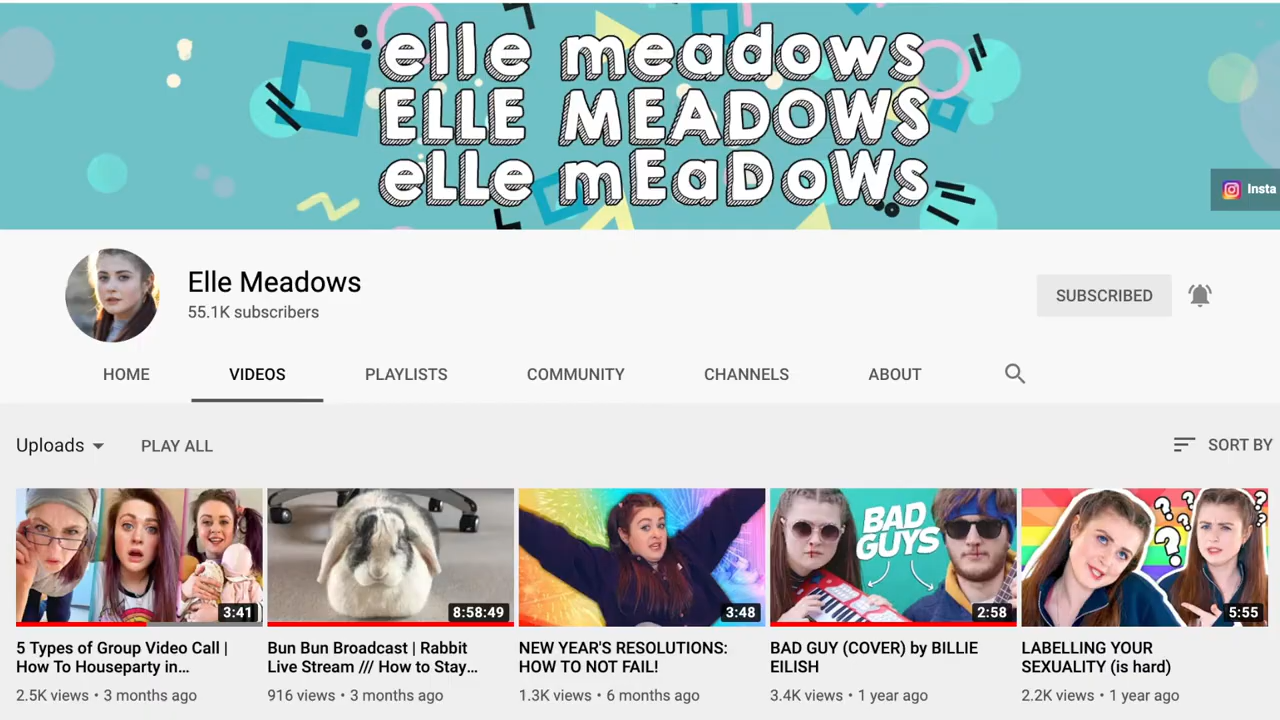 elle meadows
ELLE MEADOWS
eLLe mEaDoWs
Insta
Elle Meadows
55.1K subscribers
SUBSCRIBED
HOME
VIDEOS
PLAYLISTS
COMMUNITY
CHANNELS
ABOUT
Uploads
PLAY ALL
SORT BY
3:41
8:58:49
3:48
BAD
GUYS
2:58
? ? ? ?
5:55
5 Types of Group Video Call |
How To Houseparty in...
2.5K views • 3 months ago
Bun Bun Broadcast | Rabbit
Live Stream /// How to Stay...
916 views • 3 months ago
NEW YEAR'S RESOLUTIONS:
HOW TO NOT FAIL!
1.3K views • 6 months ago
BAD GUY (COVER) by BILLIE
EILISH
3.4K views • 1 year ago
LABELLING YOUR
SEXUALITY (is hard)
2.2K views • 1 year ago